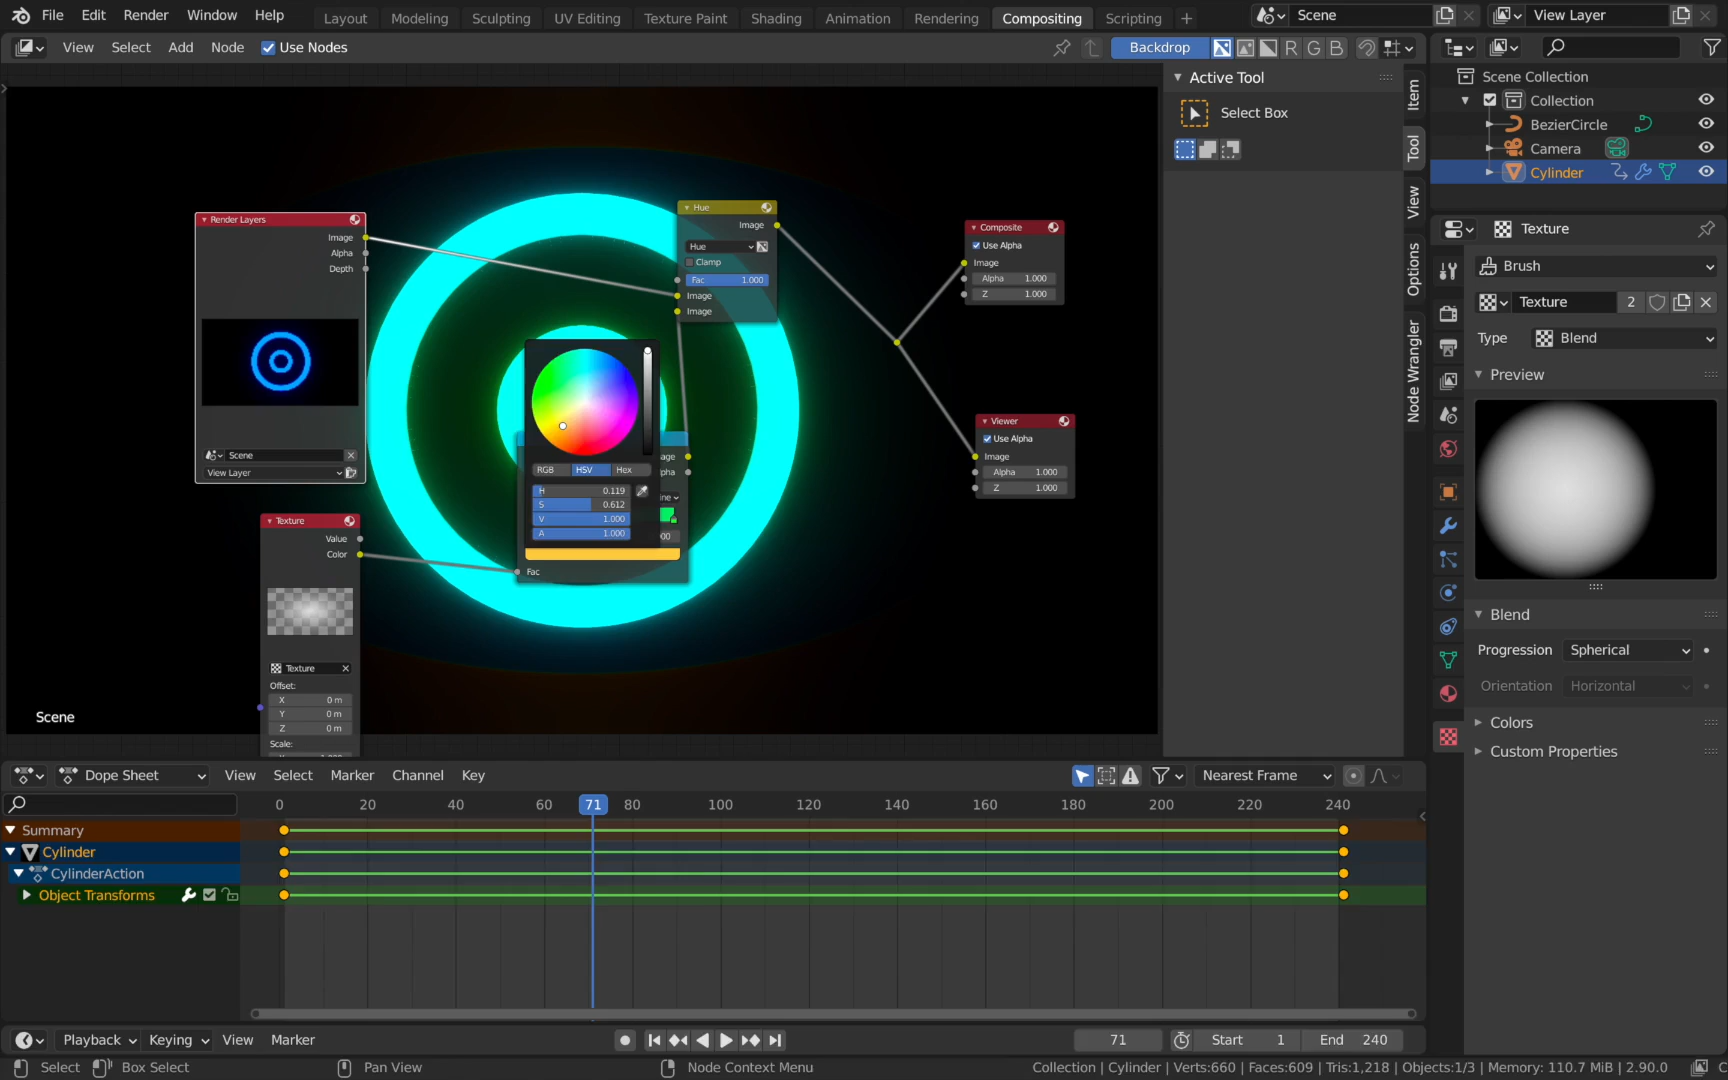 File Edit Render Window Help Layout Modeling Sculpting UV Editing Texture Paint Shading Animation Rendering Compositing Scripting + Scene View Layer
View Select Add Node Use Nodes Backdrop R G B
Active Tool
Select Box
Item
Tool
View
Options
Node Wrangler
Scene Collection
Collection
BezierCircle
Camera
Cylinder
Texture
Brush
Texture 2
Type Blend
Preview
Blend
Progression Spherical
Orientation Horizontal
Colors
Custom Properties
Render Layers
Image
Alpha
Depth
Scene
View Layer
Hue
Image
Hue
Clamp
Fac 1.000
Image
Image
Composite
Use Alpha
Image
Alpha 1.000
Z 1.000
Viewer
Use Alpha
Image
Alpha 1.000
Z 1.000
RGB HSV Hex
H 0.119
S 0.612
V 1.000
A 1.000
Fac
Texture
Value
Color
Texture
Offset:
X 0 m
Y 0 m
Z 0 m
Scale:
Scene
Dope Sheet View Select Marker Channel Key Nearest Frame
0 20 40 60 71 80 100 120 140 160 180 200 220 240
Summary
Cylinder
CylinderAction
Object Transforms
Playback Keying View Marker 71 Start 1 End 240
Select Box Select Pan View Node Context Menu Collection | Cylinder | Verts:660 | Faces:609 | Tris:1,218 | Objects:1/3 | Memory: 110.7 MiB | 2.90.0